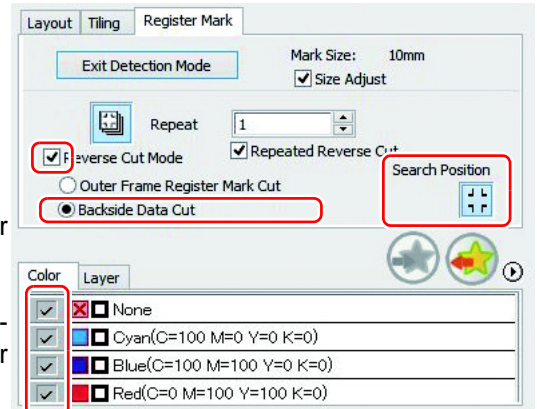 Layout Tiling Register Mark
Exit Detection Mode Mark Size: 10mm
Size Adjust
Repeat 1
Reverse Cut Mode Repeated Reverse Cut
Search Position
Outer Frame Register Mark Cut
Backside Data Cut
r
Color Layer
None
-
Cyan(C=100 M=0 Y=0 K=0)
r
Blue(C=100 M=100 Y=0 K=0)
Red(C=0 M=100 Y=100 K=0)